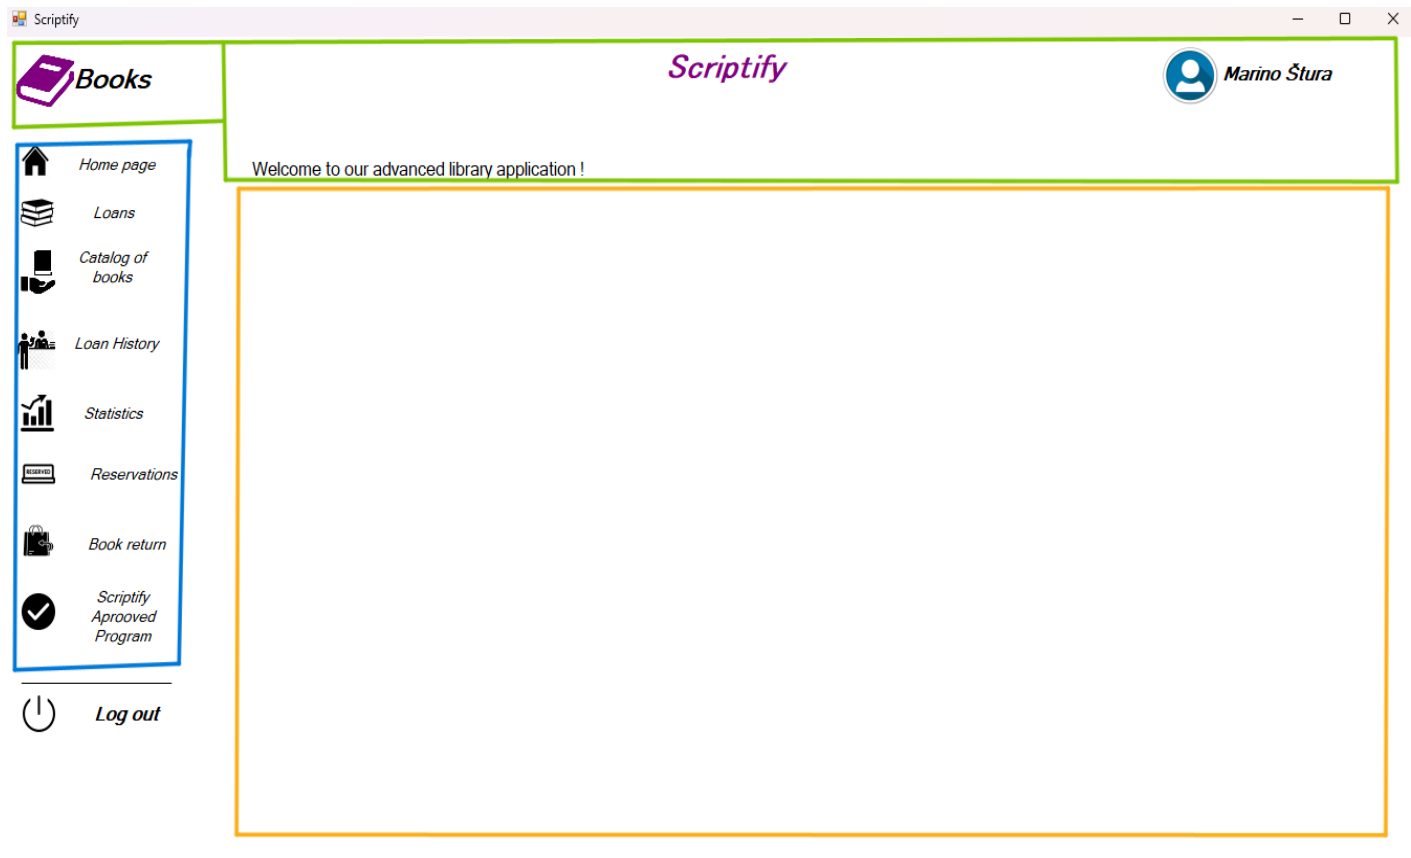 Scriptify
Books
Scriptify
Marino Štura
Welcome to our advanced library application !
Home page
Loans
Catalog of
books
Loan History
Statistics
RESERVED
Reservations
Book return
Scriptify
Aprooved
Program
Log out